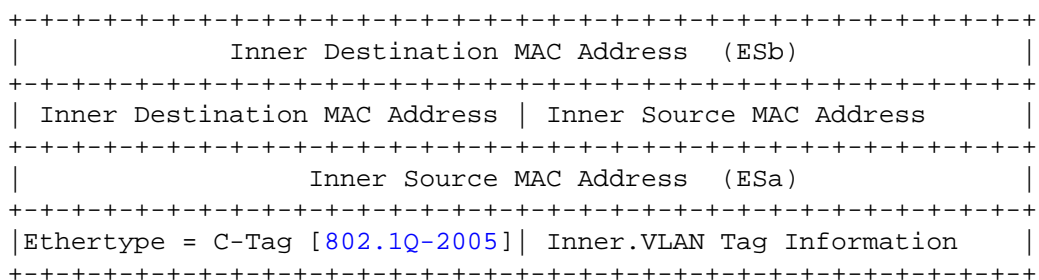 +-+-+-+-+-+-+-+-+-+-+-+-+-+-+-+-+-+-+-+-+-+-+-+-+-+-+-+-+-+-+-+-+
|             Inner Destination MAC Address  (ESb)               |
+-+-+-+-+-+-+-+-+-+-+-+-+-+-+-+-+-+-+-+-+-+-+-+-+-+-+-+-+-+-+-+-+
| Inner Destination MAC Address | Inner Source MAC Address       |
+-+-+-+-+-+-+-+-+-+-+-+-+-+-+-+-+-+-+-+-+-+-+-+-+-+-+-+-+-+-+-+-+
|                  Inner Source MAC Address  (ESa)               |
+-+-+-+-+-+-+-+-+-+-+-+-+-+-+-+-+-+-+-+-+-+-+-+-+-+-+-+-+-+-+-+-+
|Ethertype = C-Tag [802.1Q-2005]| Inner.VLAN Tag Information     |
+-+-+-+-+-+-+-+-+-+-+-+-+-+-+-+-+-+-+-+-+-+-+-+-+-+-+-+-+-+-+-+-+